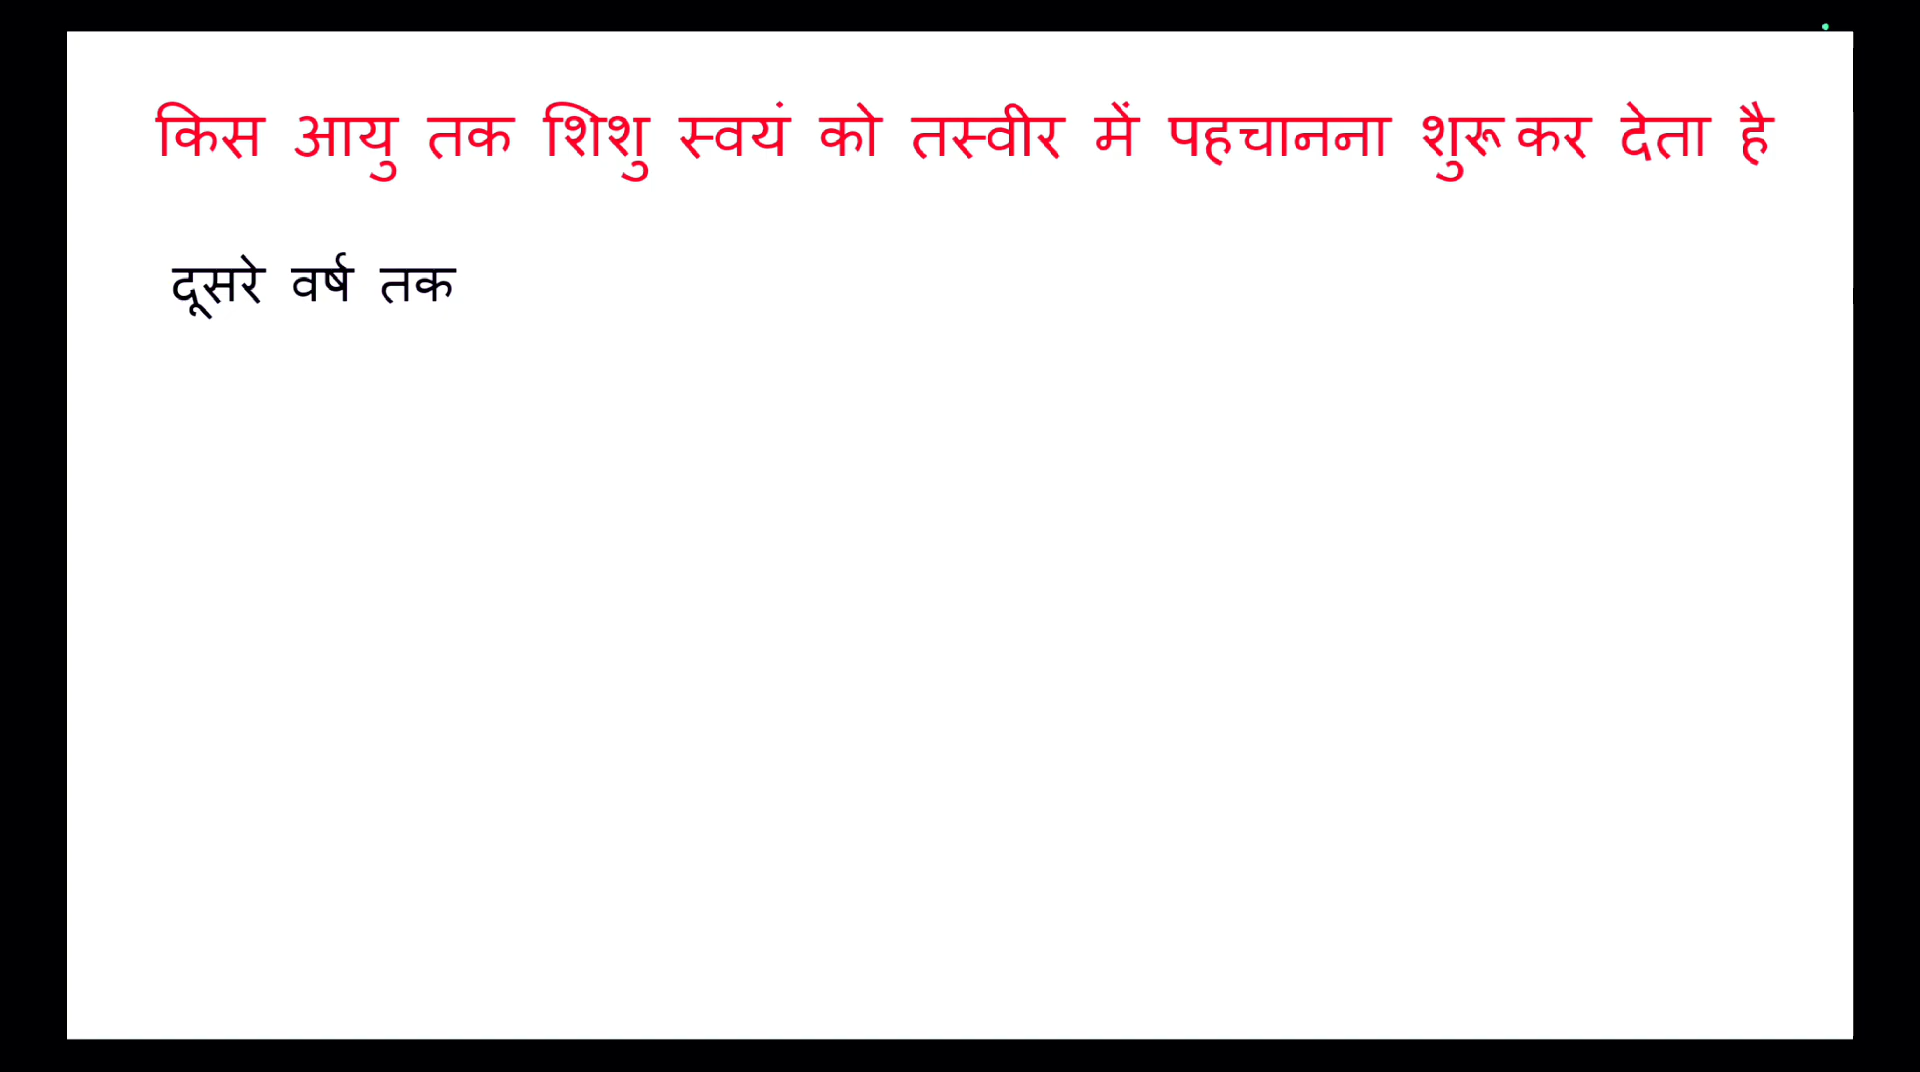 किस आयु तक शिशु स्वयं को तस्वीर में पहचानना शुरू कर देता है
दूसरे वर्ष तक